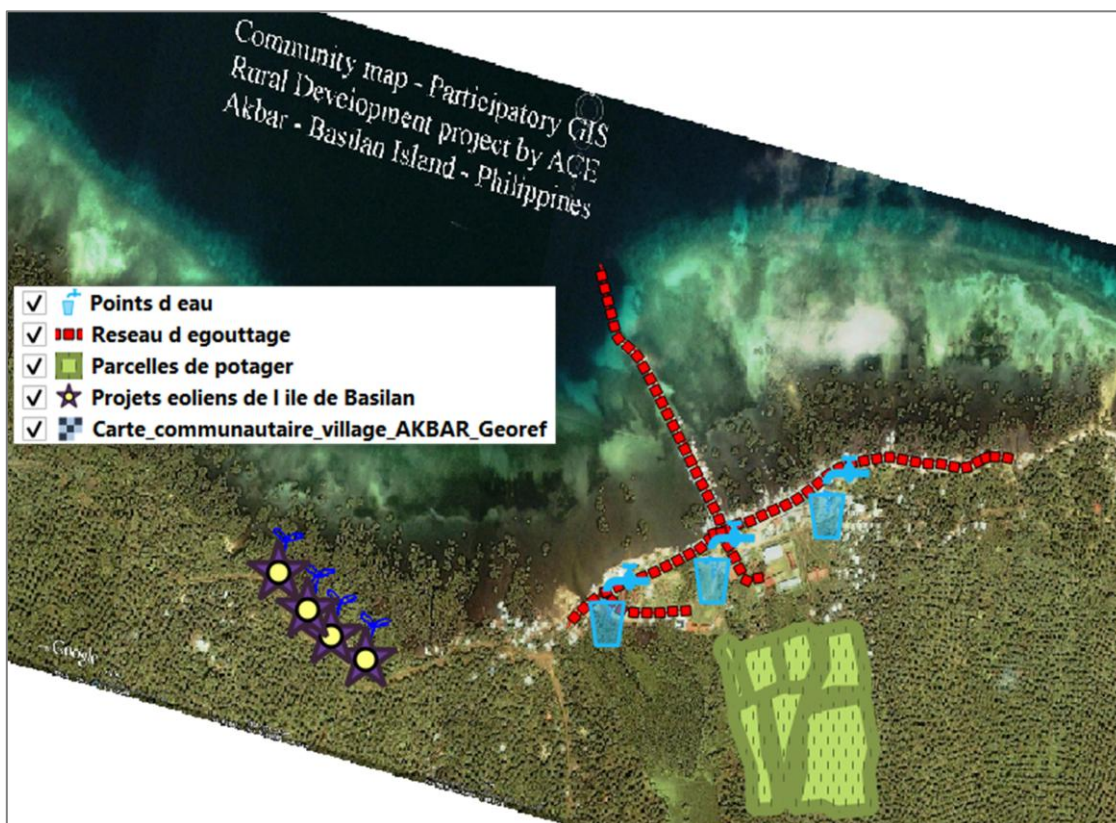 Community map - Participatory GIS
Rural Development project by ACE
Akbar - Basilan Island - Philippines
Points d eau
Reseau d egouttage
Parcelles de potager
Projets eoliens de l ile de Basilan
Carte_communautaire_village_AKBAR_Georef
Google